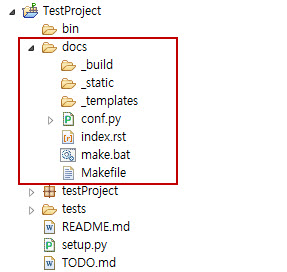 TestProject
bin
docs
_build
_static
_templates
conf.py
index.rst
make.bat
Makefile
testProject
tests
README.md
setup.py
TODO.md